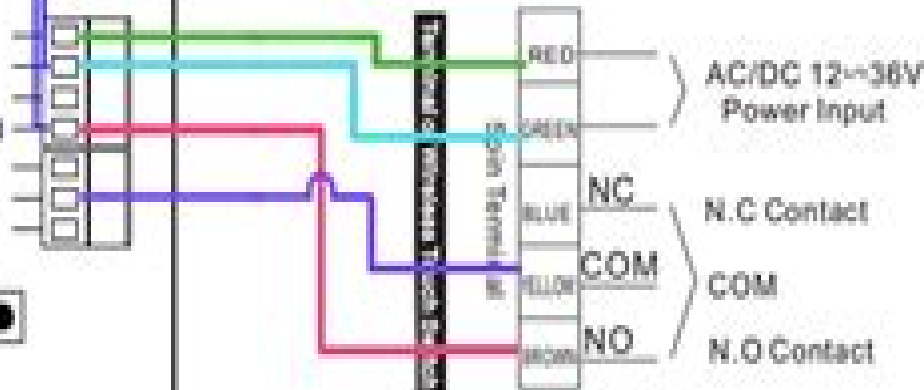 RED
GREEN
BLUE
YELLOW
BROWN
NC
COM
NO
AC/DC 12~36V
Power Input
N.C Contact
COM
N.O Contact